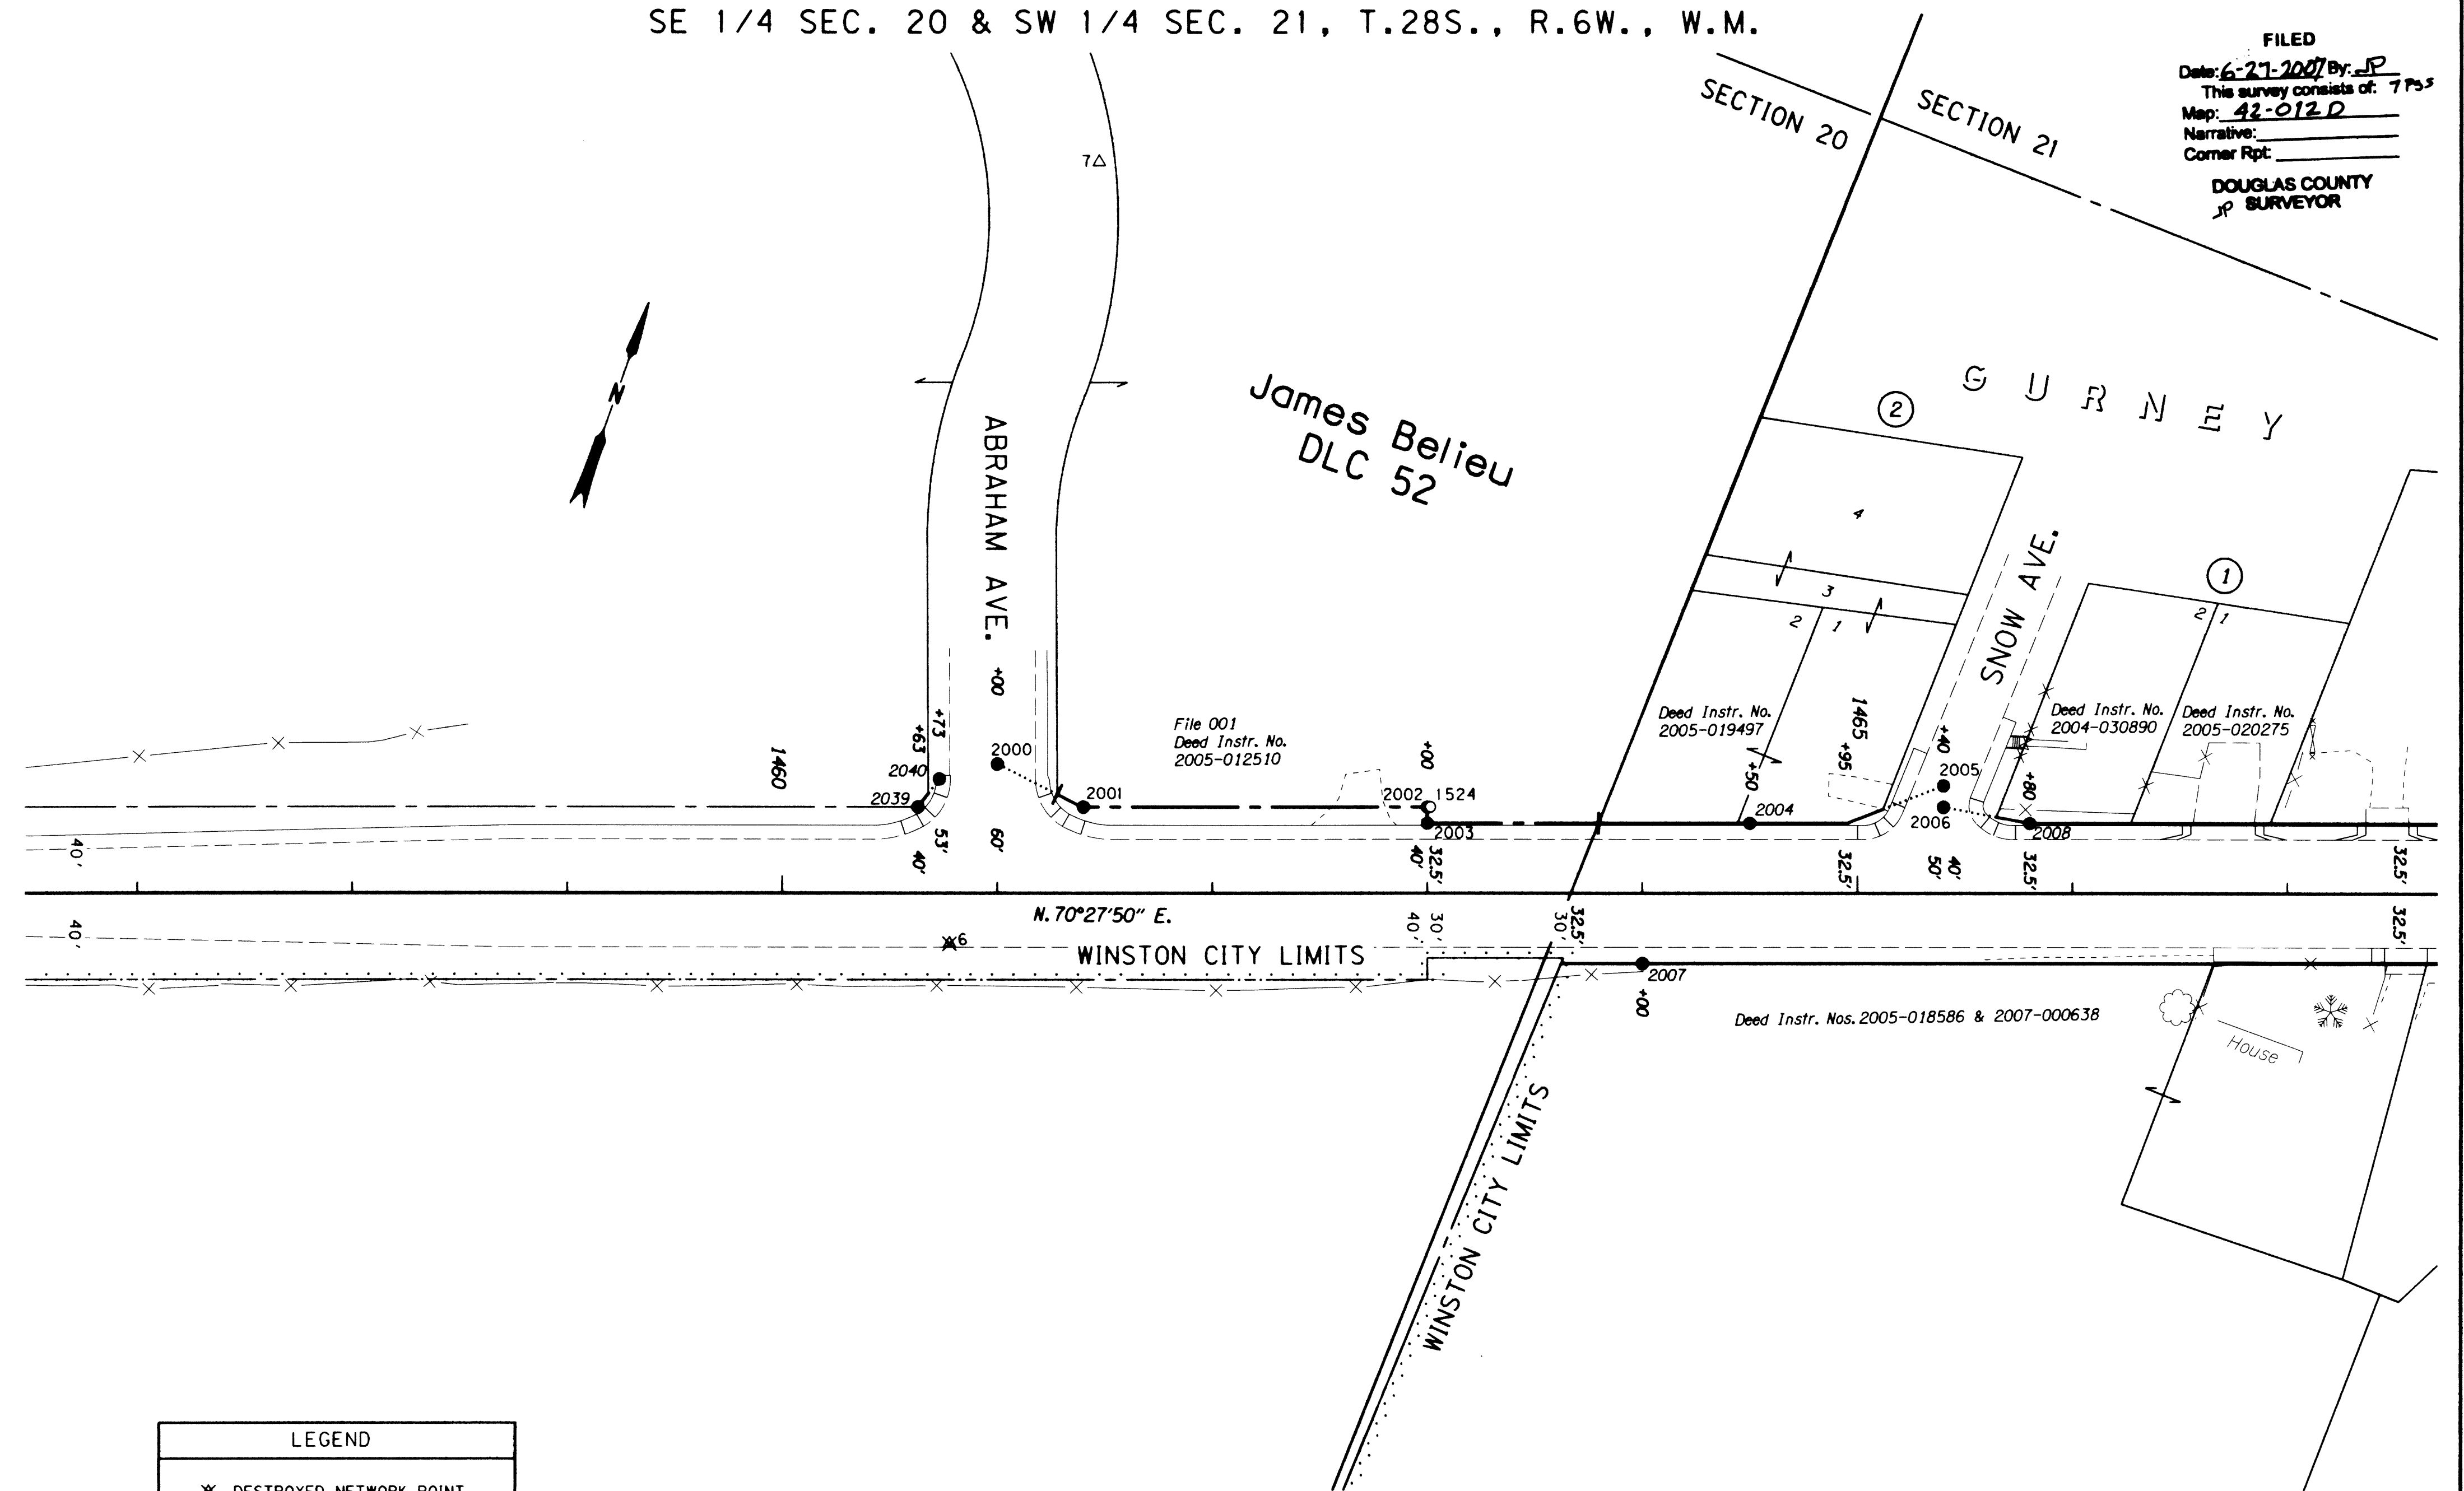 SE 1/4 SEC. 20 & SW 1/4 SEC. 21, T.28S., R.6W., W.M.
FILED
Date: 6-27-2007 By: JP
This survey consists of: 7 Pgs
Map: 42-012D
Narrative:
Corner Rpt:
DOUGLAS COUNTY
JP SURVEYOR
SECTION 20
SECTION 21
7
N
James Belieu
DLC 52
GURNEY
2
4
3
2
1
1
2
1
ABRAHAM AVE.
SNOW AVE.
+00
+73
+63
1460
2040
2039
2000
2001
File 001
Deed Instr. No.
2005-012510
+00
2002
1524
2003
Deed Instr. No.
2005-019497
+50
2004
1465
+95
+40
2005
2006
+80
2008
Deed Instr. No.
2004-030890
Deed Instr. No.
2005-020275
40'
40'
53'
60'
40'
32.5'
32.5'
50'
40'
32.5'
32.5'
N. 70°27'50" E.
40'
6
WINSTON CITY LIMITS
40'
30'
30'
32.5'
32.5'
2007
+00
Deed Instr. Nos. 2005-018586 & 2007-000638
House
WINSTON CITY LIMITS
LEGEND
DESTROYED NETWORK POINT